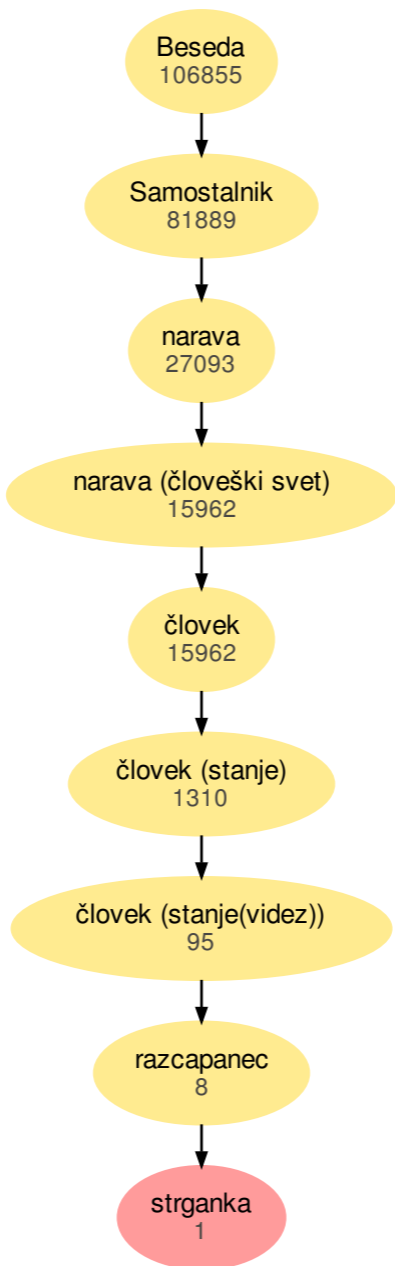 Beseda
106855
Samostalnik
81889
narava
27093
narava (človeški svet)
15962
človek
15962
človek (stanje)
1310
človek (stanje(videz))
95
razcapanec
8
strganka
1